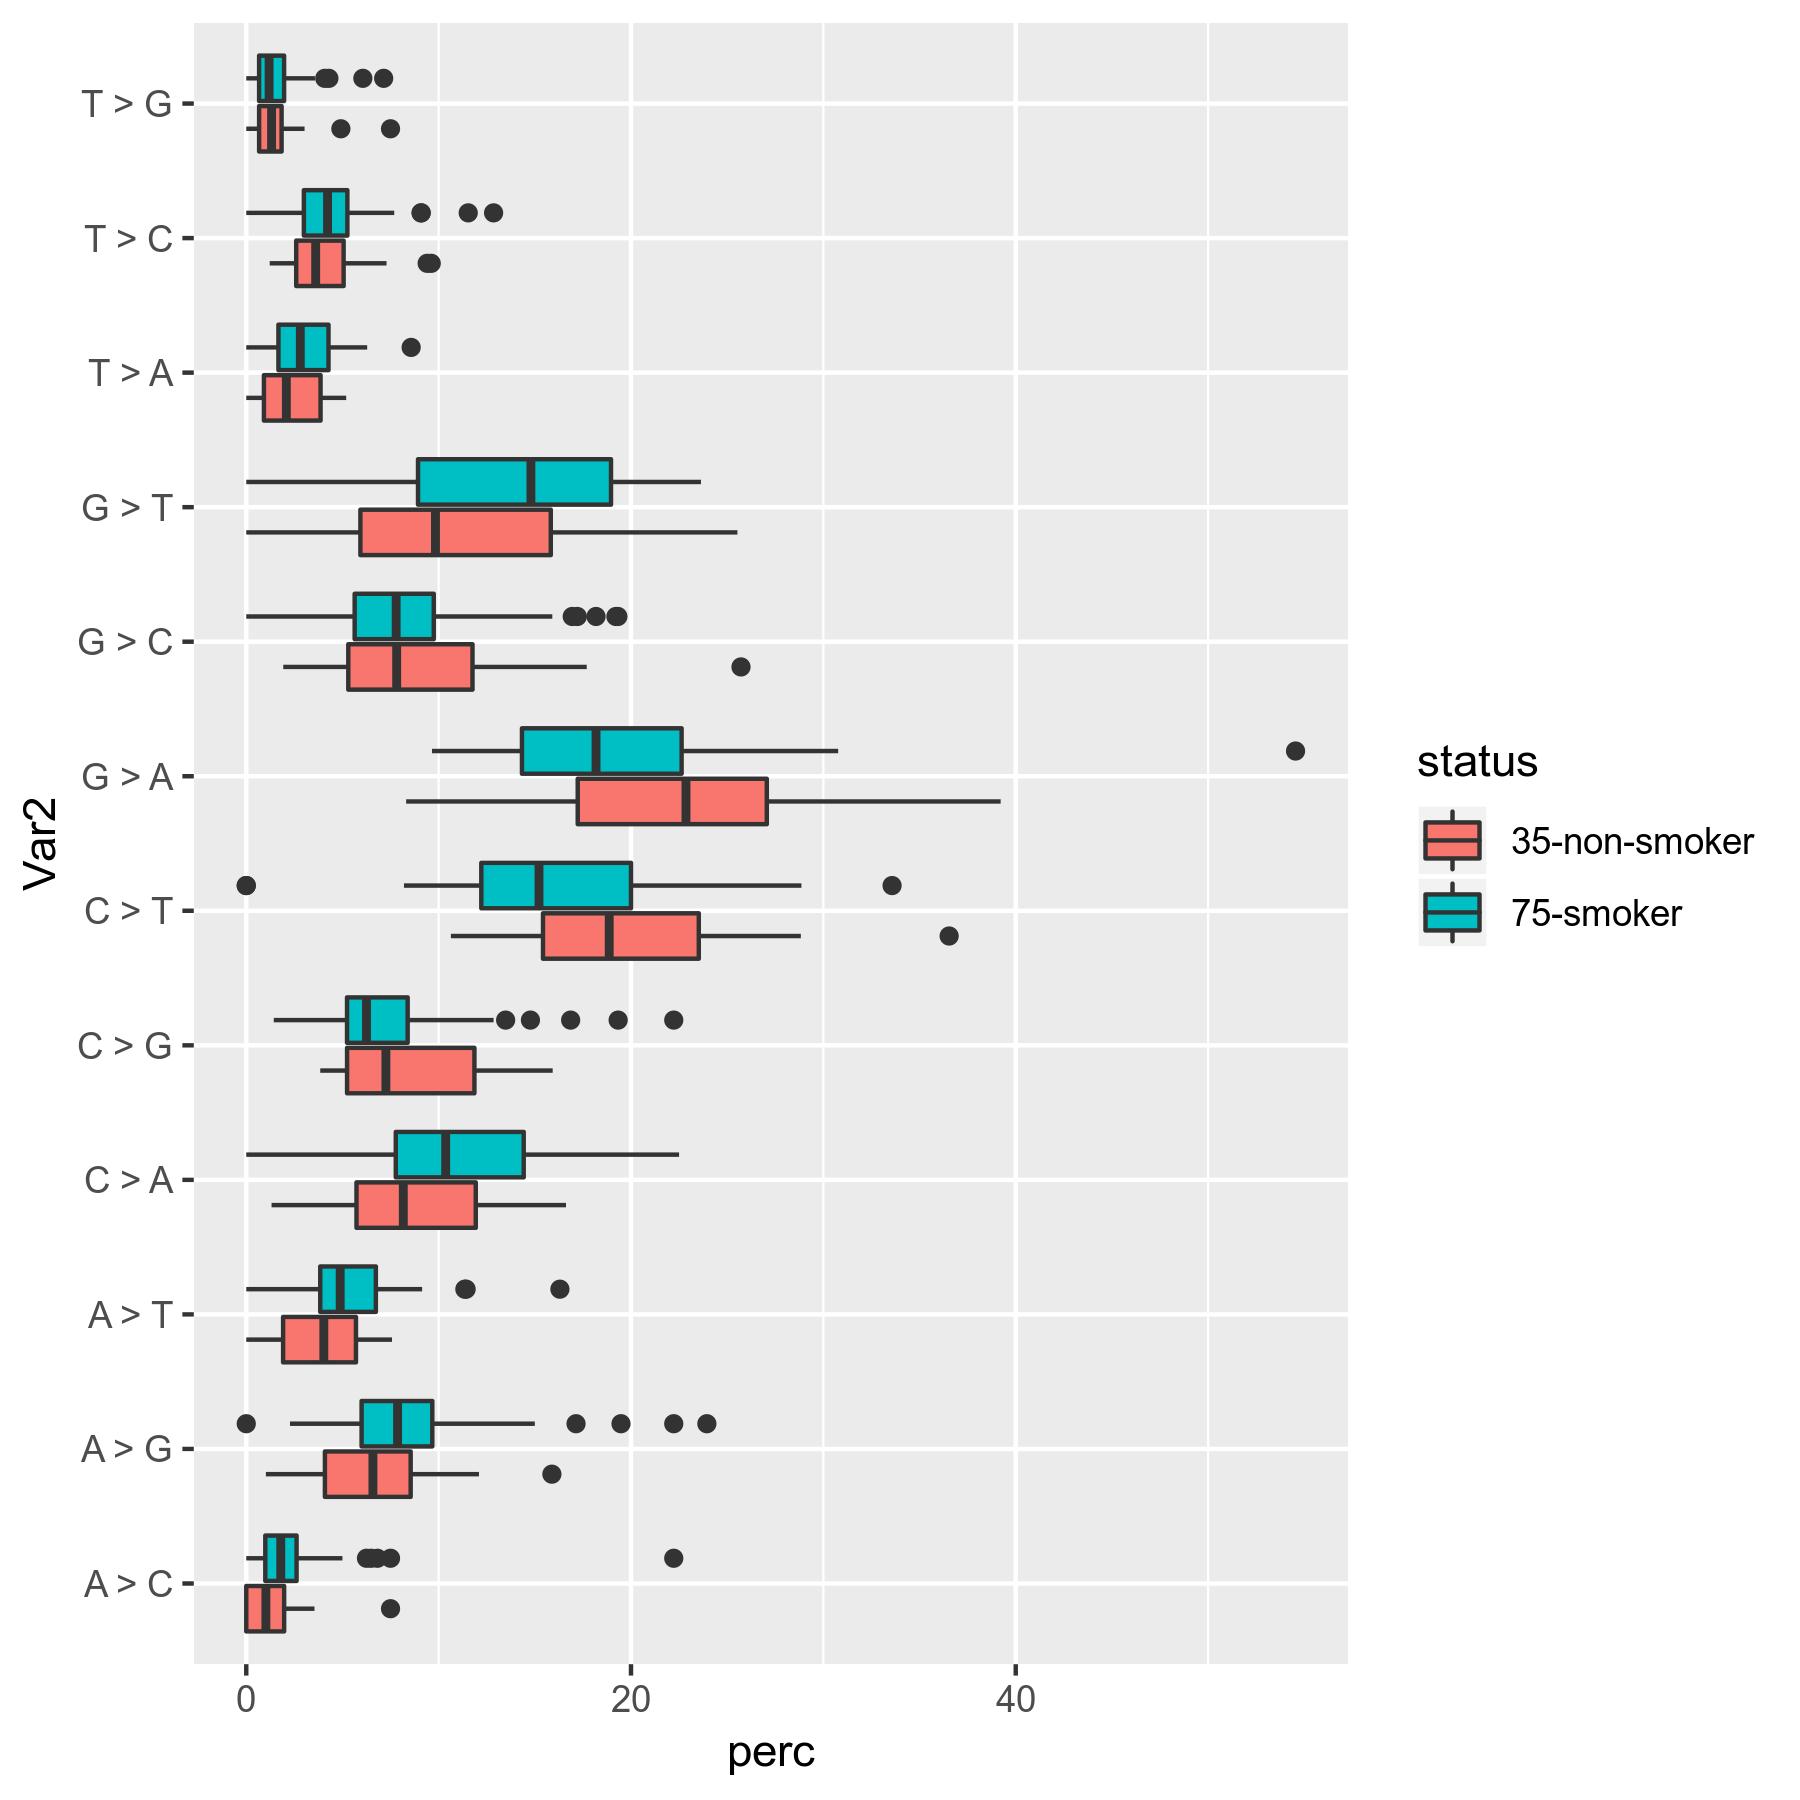 T > G
T > C
T > A
G > T
G > C
G > A
C > T
C > G
C > A
A > T
A > G
A > C
Var2
0 20 40
perc
status
35-non-smoker
75-smoker